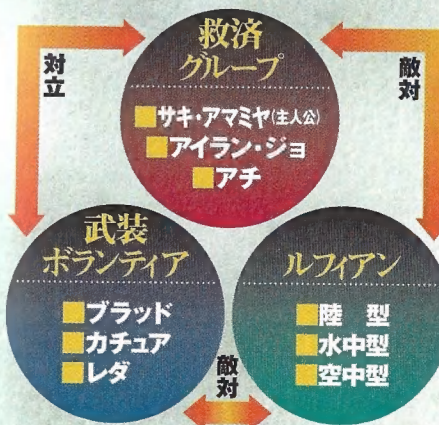 救済
グループ
■サキ・アマミヤ(主人公)
■アイラン・ジョ
■アチ
対立
敵対
武装
ボランティア
■ブラッド
■カチュア
■レダ
ルフィアン
■陸 型
■水中型
■空中型
敵対